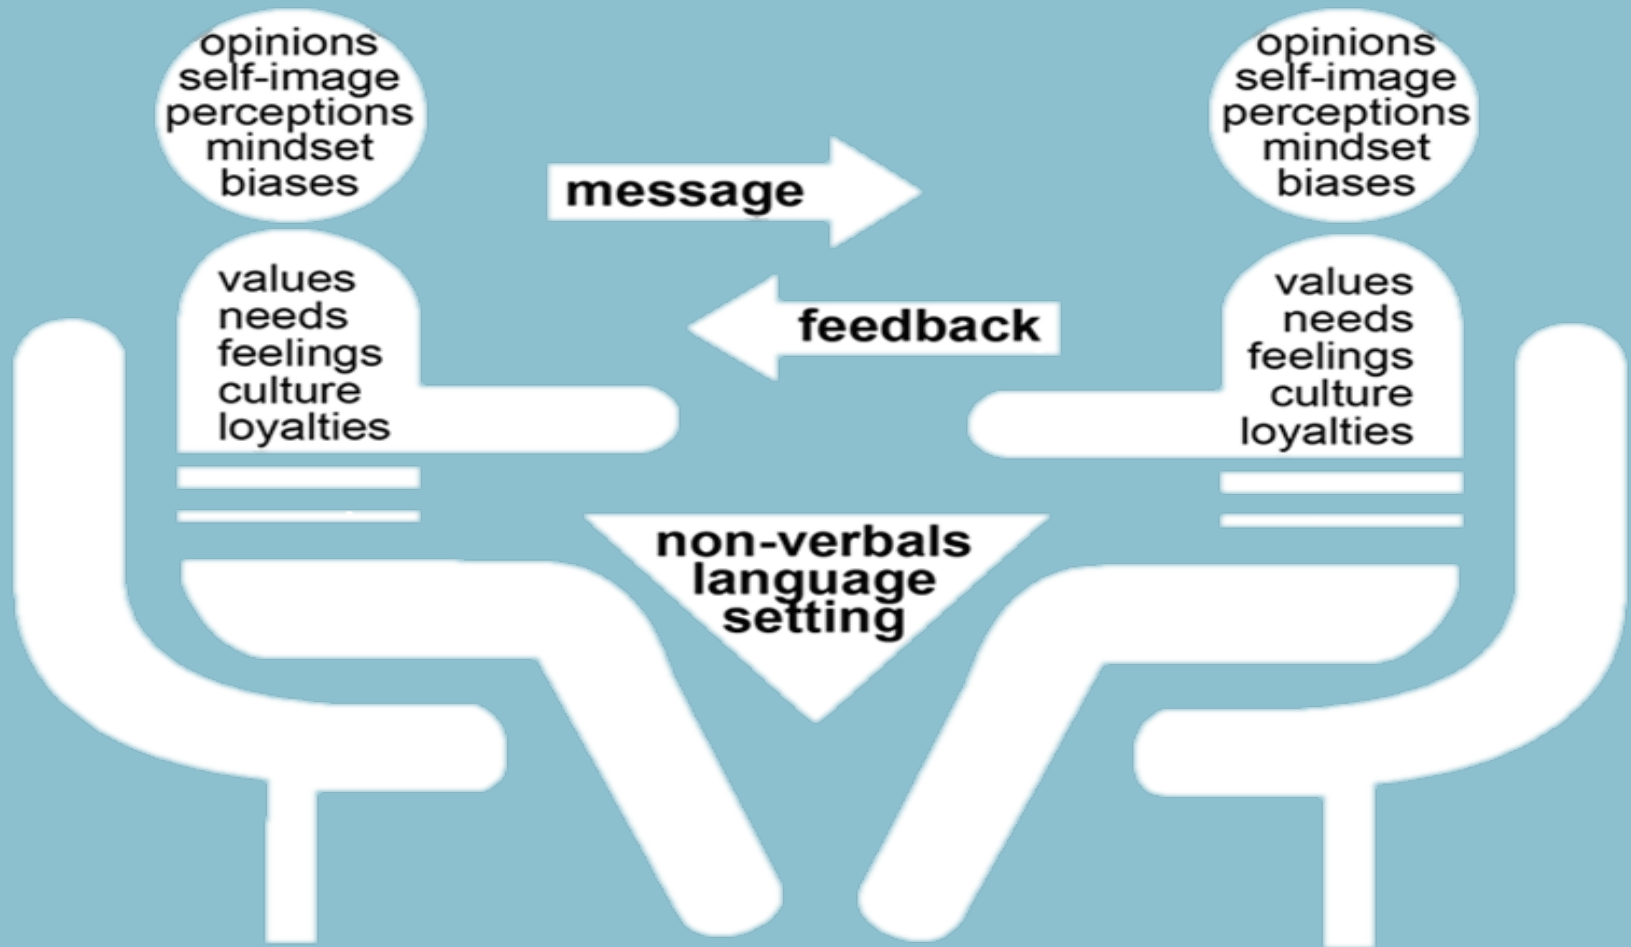 opinions
self-image
perceptions
mindset
biases
values
needs
feelings
culture
loyalties
message
feedback
non-verbals
language
setting
opinions
self-image
perceptions
mindset
biases
values
needs
feelings
culture
loyalties